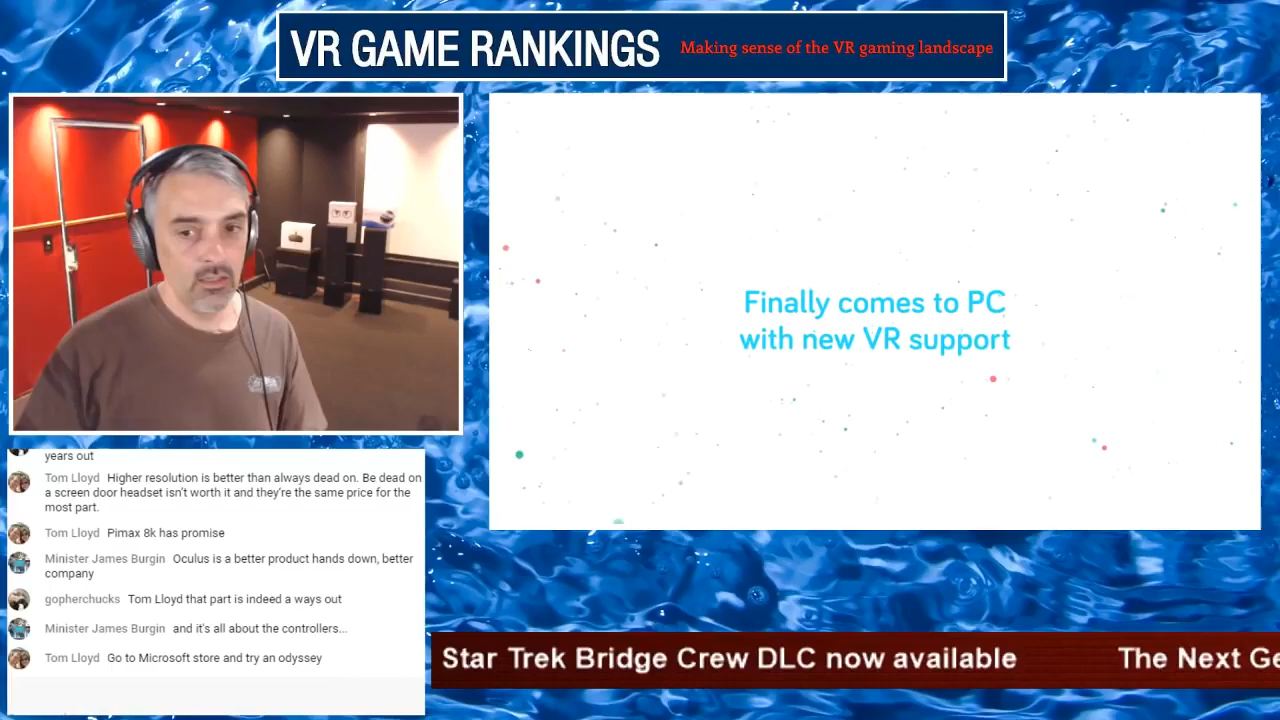 VR GAME RANKINGS Making sense of the VR gaming landscape
Finally comes to PC
with new VR support
years out
Tom Lloyd Higher resolution is better than always dead on. Be dead on
a screen door headset isn't worth it and they're the same price for the
most part.
Tom Lloyd Pimax 8k has promise
Minister James Burgin Oculus is a better product hands down, better
company
gopherchucks Tom Lloyd that part is indeed a ways out
Minister James Burgin and it's all about the controllers...
Tom Lloyd Go to Microsoft store and try an odyssey
Star Trek Bridge Crew DLC now available The Next Ge